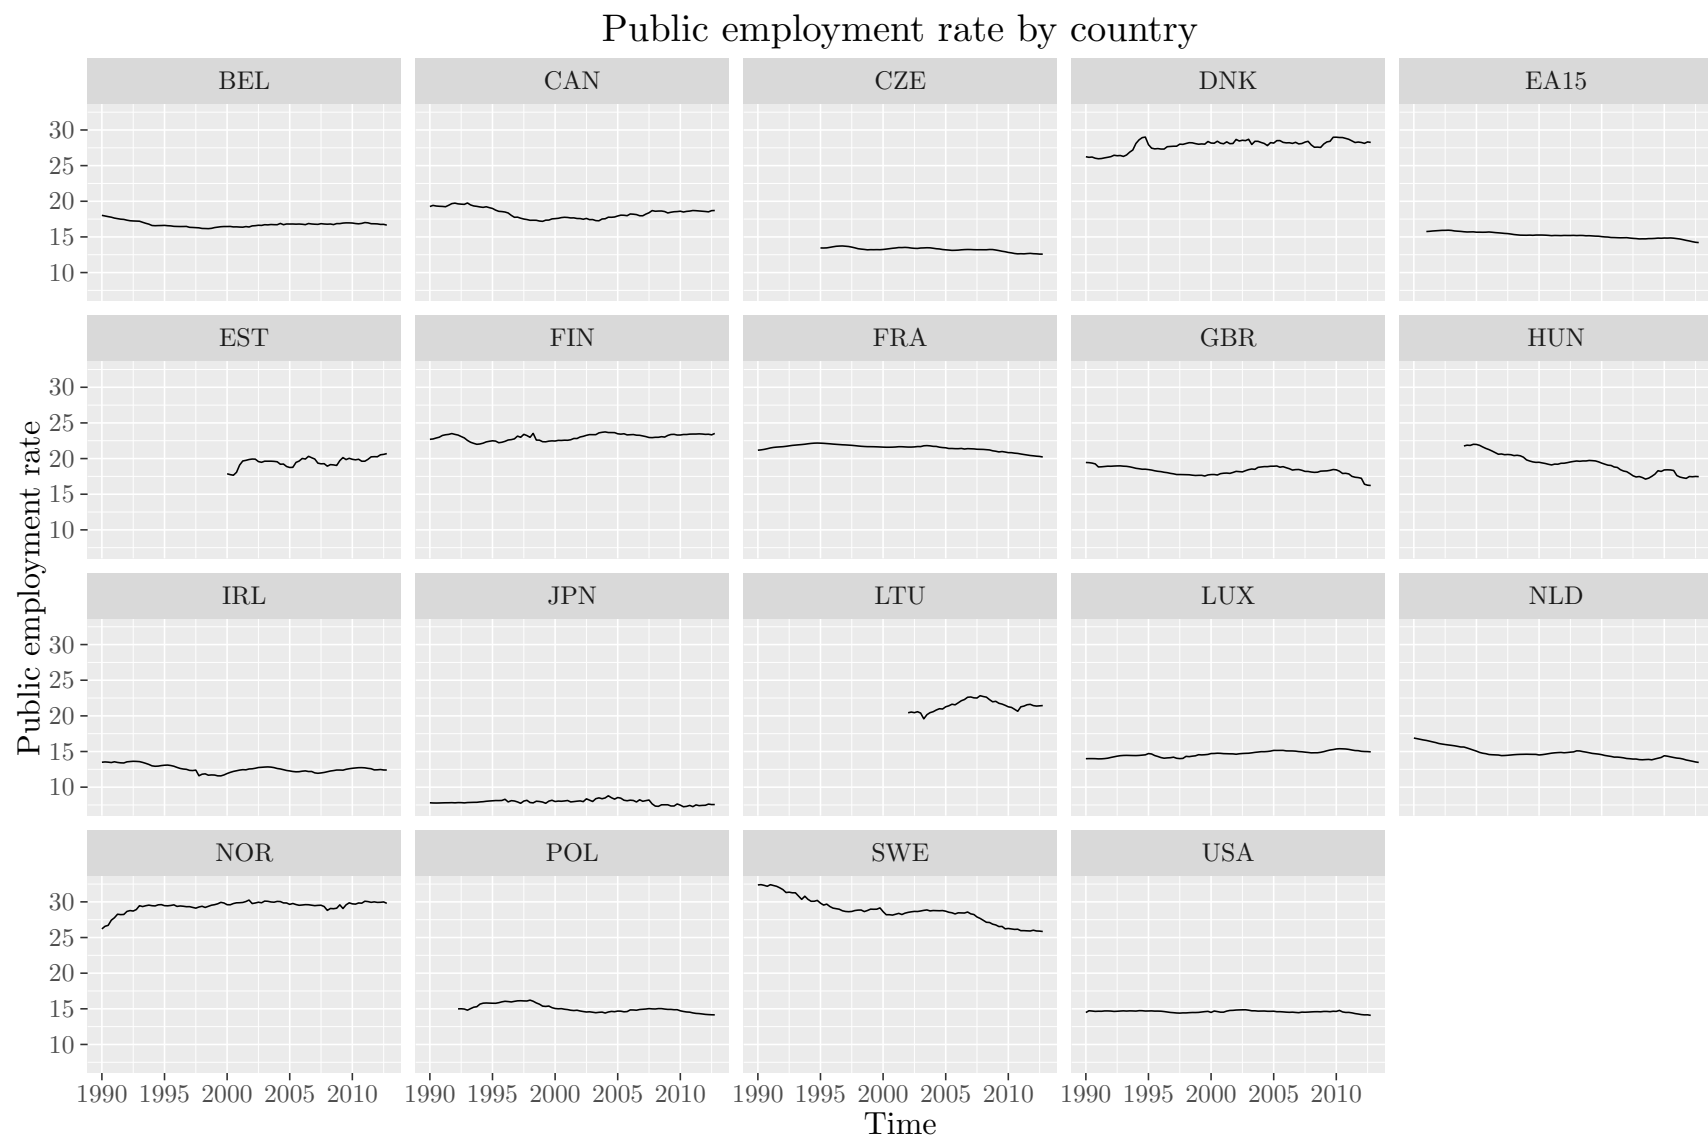 Public employment rate by country
BEL CAN CZE DNK EA15
30
25
20
15
10
EST FIN FRA GBR HUN
30
25
20
15
10
Public employment rate
IRL JPN LTU LUX NLD
30
25
20
15
10
NOR POL SWE USA
30
25
20
15
10
1990 1995 2000 2005 2010 1990 1995 2000 2005 2010 1990 1995 2000 2005 2010 1990 1995 2000 2005 2010
Time